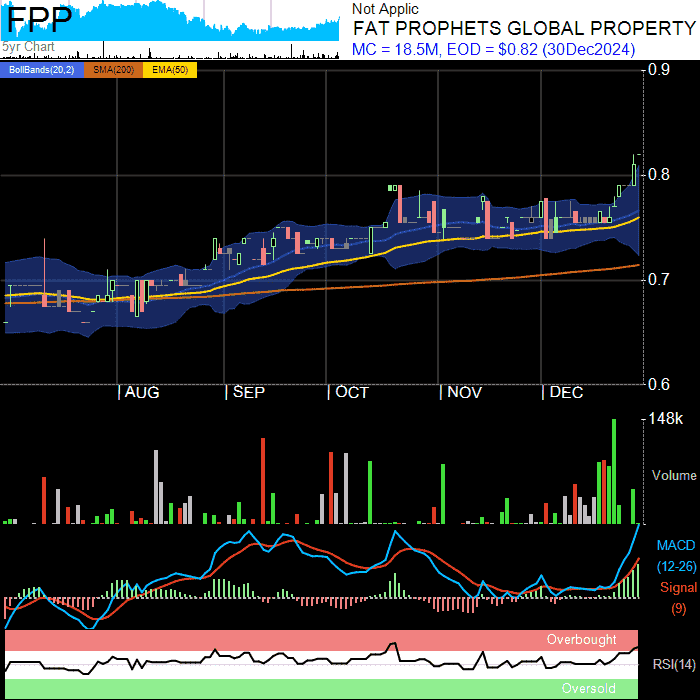 FPP
5yr Chart
Not Applic
FAT PROPHETS GLOBAL PROPERTY
MC = 18.5M, EOD = $0.82 (30Dec2024)
BollBands(20,2) SMA(200) EMA(50)
0.9
0.8
0.7
0.6
AUG SEP OCT NOV DEC
148k
Volume
MACD
(12-26)
Signal
(9)
Overbought
RSI(14)
Oversold